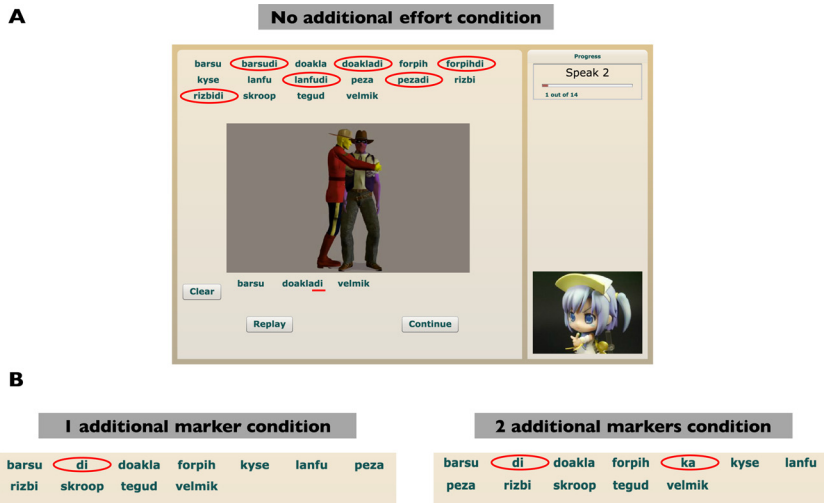 A
No additional effort condition
barsu barsudi doakla doakladi forpih forpihdi
kyse lanfu lanfudi peza pezadi rizbi
rizbidi skroop tegud velmik
Progress
Speak 2
1 out of 14
barsu doakladi velmik
Clear
Replay Continue
B
1 additional marker condition
barsu di doakla forpih kyse lanfu peza
rizbi skroop tegud velmik
2 additional markers condition
barsu di doakla forpih ka kyse lanfu
peza rizbi skroop tegud velmik